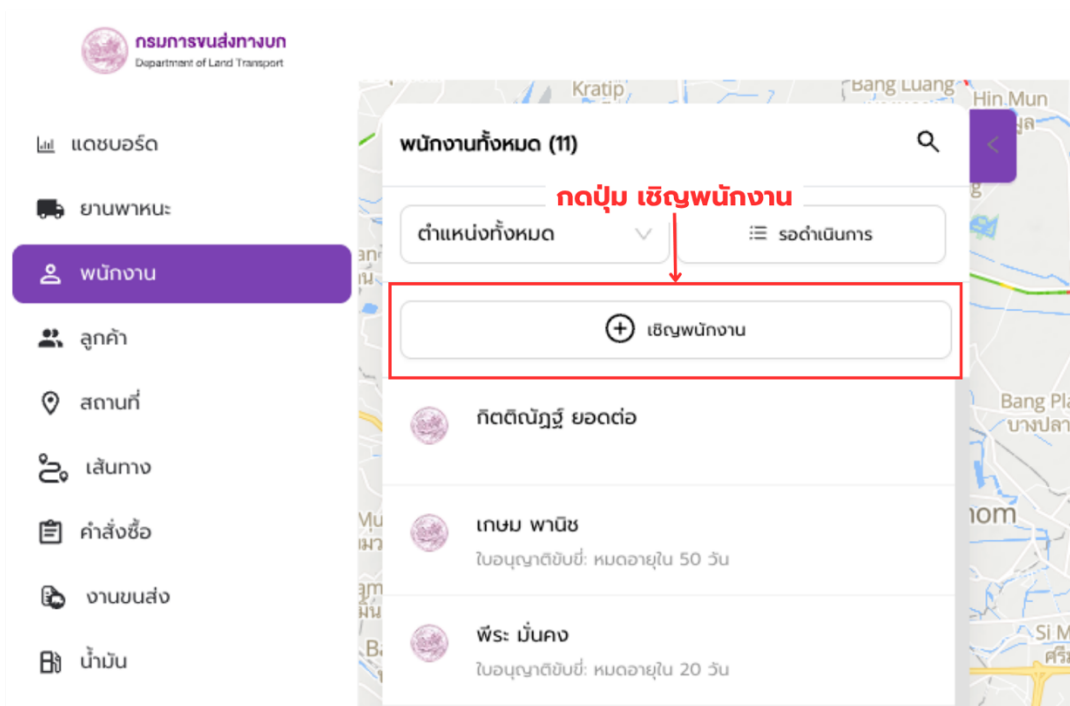 กรมการขนส่งทางบก
Department of Land Transport
แดชบอร์ด
ยานพาหนะ
พนักงาน
ลูกค้า
สถานที่
เส้นทาง
คำสั่งซื้อ
งานขนส่ง
น้ำมัน
Kratip
Bang Luang
Hin Mun
พนักงานทั้งหมด (11)
กดปุ่ม เชิญพนักงาน
ตำแหน่งทั้งหมด
รอดำเนินการ
เชิญพนักงาน
กิตติณัฏฐ์ ยอดต่อ
Bang Pla
บางปลา
เกษม พานิช
ใบอนุญาติขับขี่: หมดอายุใน 50 วัน
พีระ มั่นคง
ใบอนุญาติขับขี่: หมดอายุใน 20 วัน
Si M